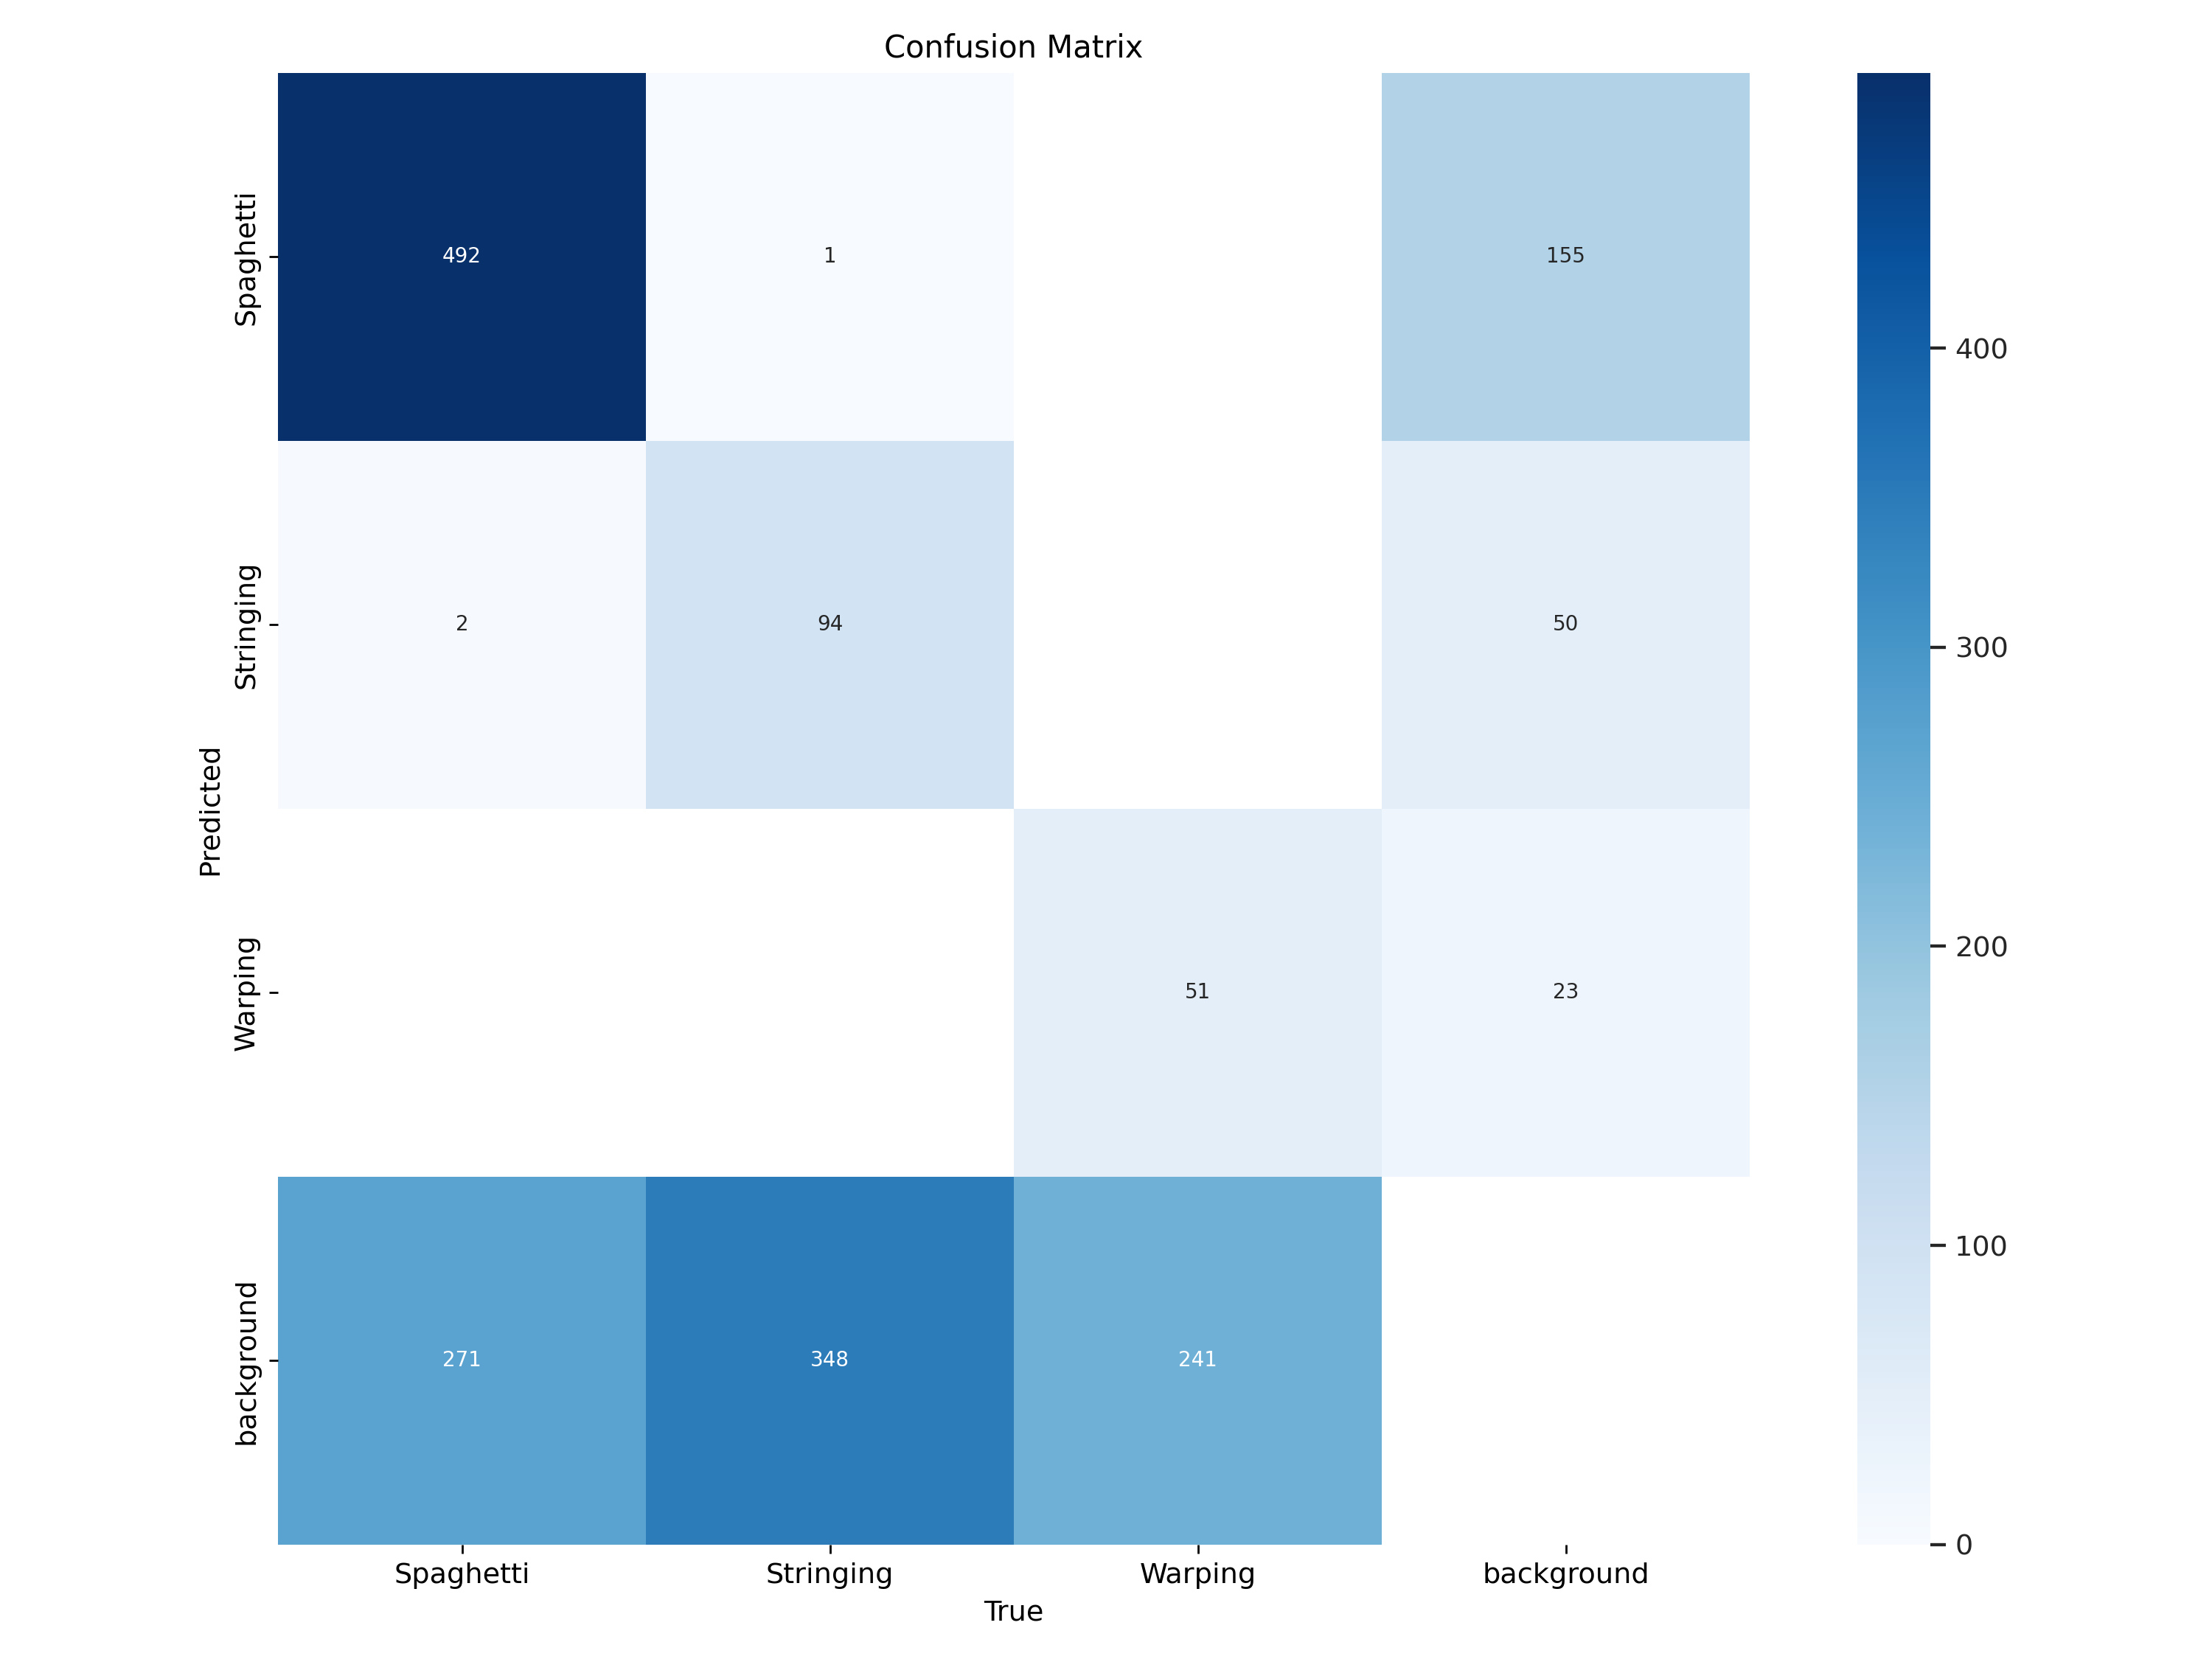 Confusion Matrix
Spaghetti
492
1
155
Stringing
2
94
50
Warping
51
23
background
271
348
241
Predicted
Spaghetti
Stringing
Warping
background
True
400
300
200
100
0